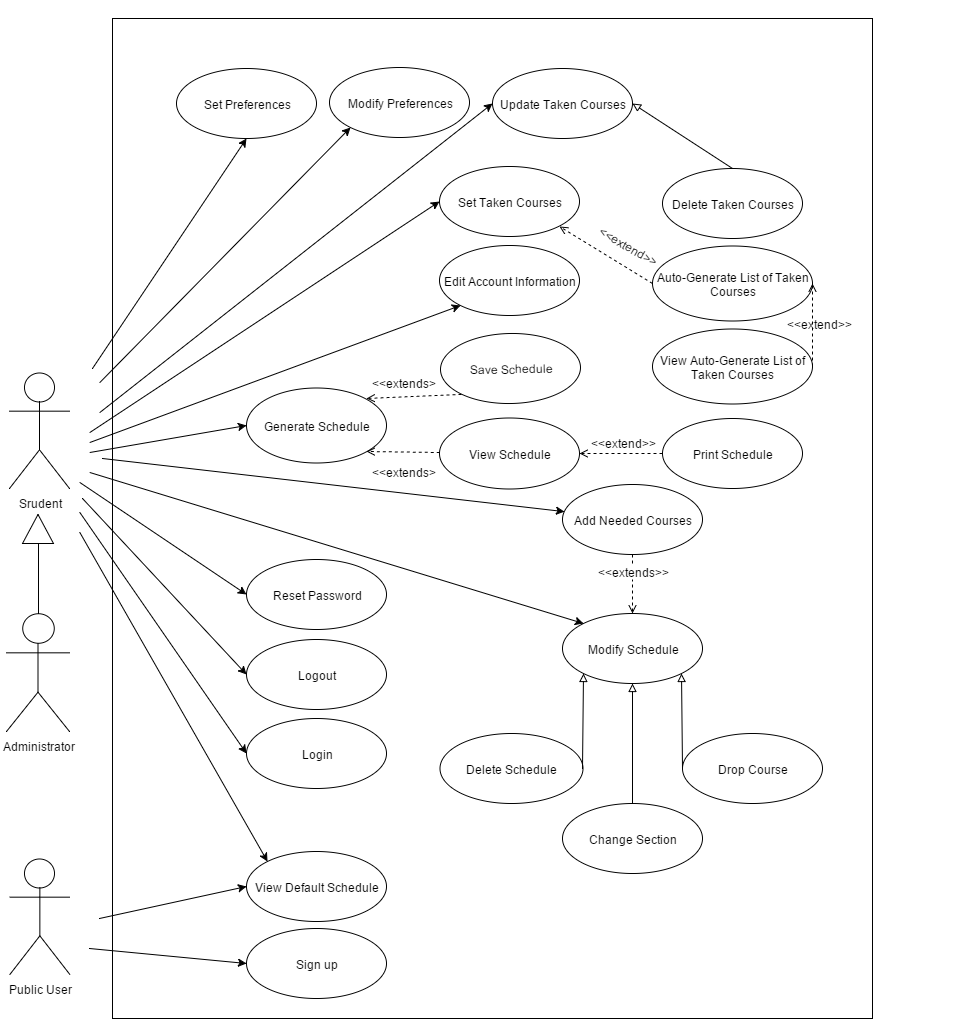 Set Preferences
Modify Preferences
Update Taken Courses
Set Taken Courses
Delete Taken Courses
<<extend>>
Edit Account Information
Auto-Generate List of Taken
Courses
<<extend>>
Save Schedule
View Auto-Generate List of
Taken Courses
<<extends>
Generate Schedule
<<extend>>
View Schedule
Print Schedule
<<extends>
Srudent
Add Needed Courses
<<extends>>
Reset Password
Modify Schedule
Logout
Administrator
Login
Delete Schedule
Drop Course
Change Section
View Default Schedule
Sign up
Public User